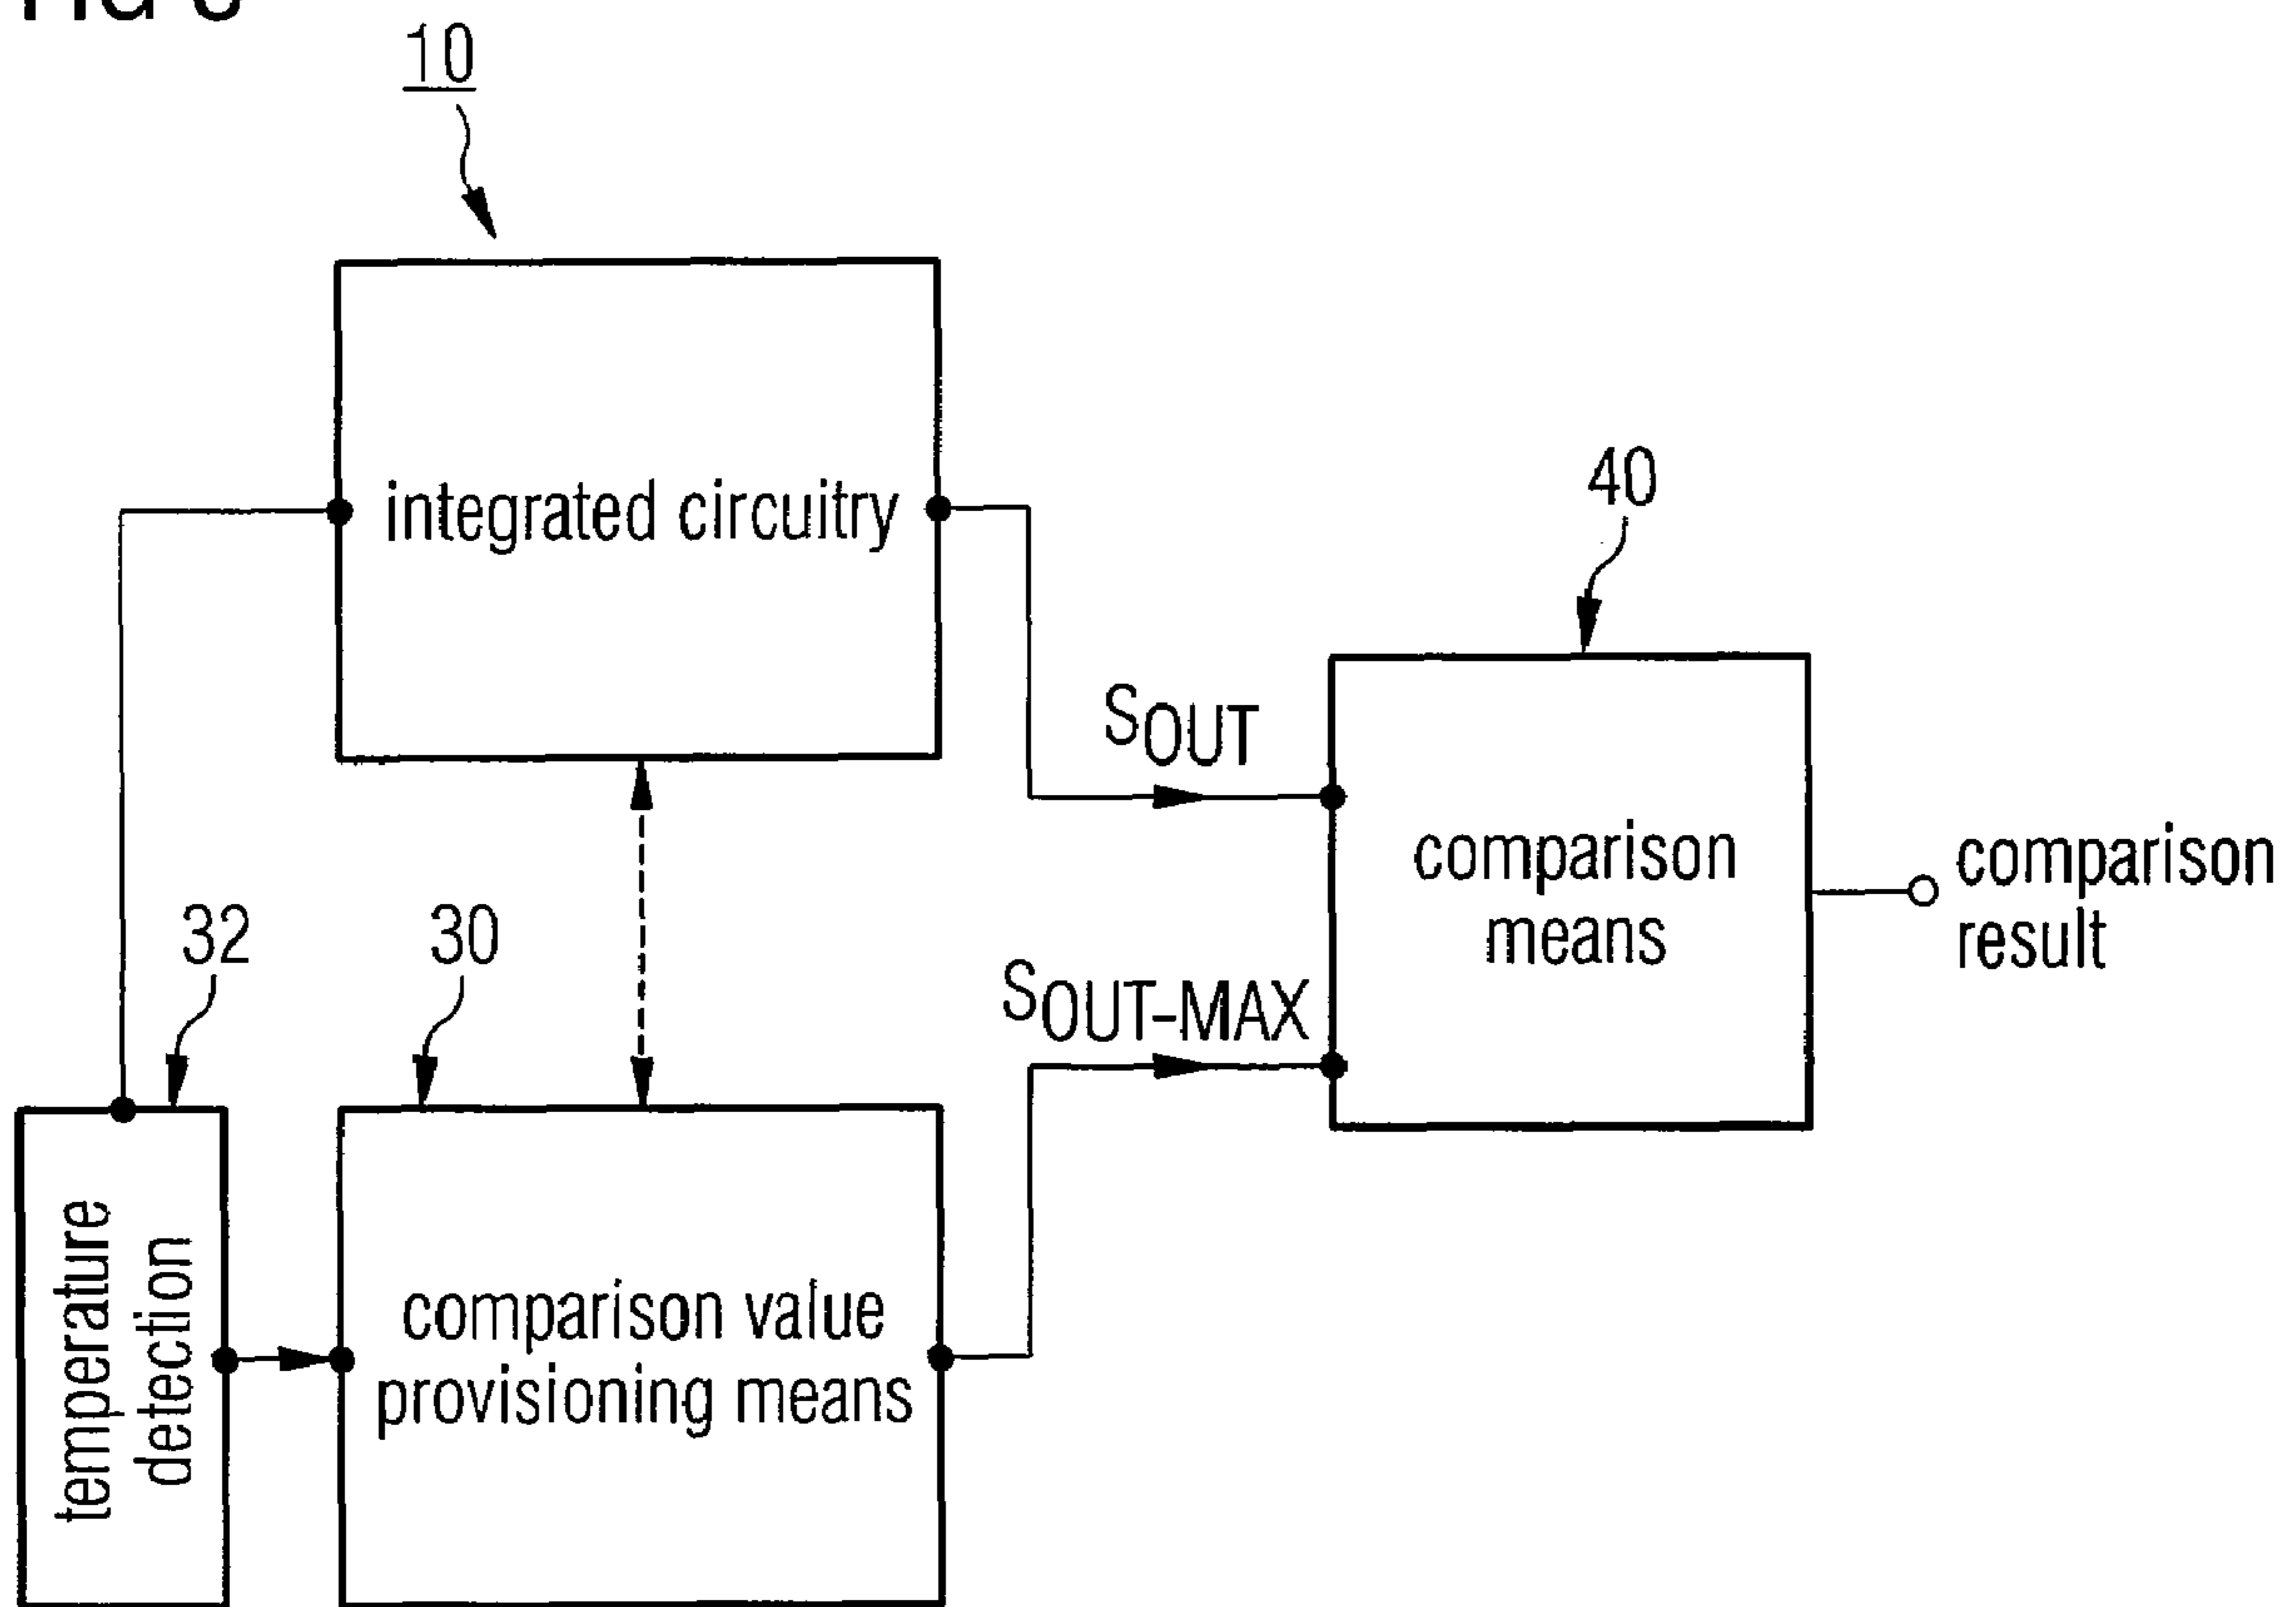 10
integrated circuitry
40
SOUT
comparison
means
comparison
result
32
30
SOUT-MAX
temperature
detection
comparison value
provisioning means